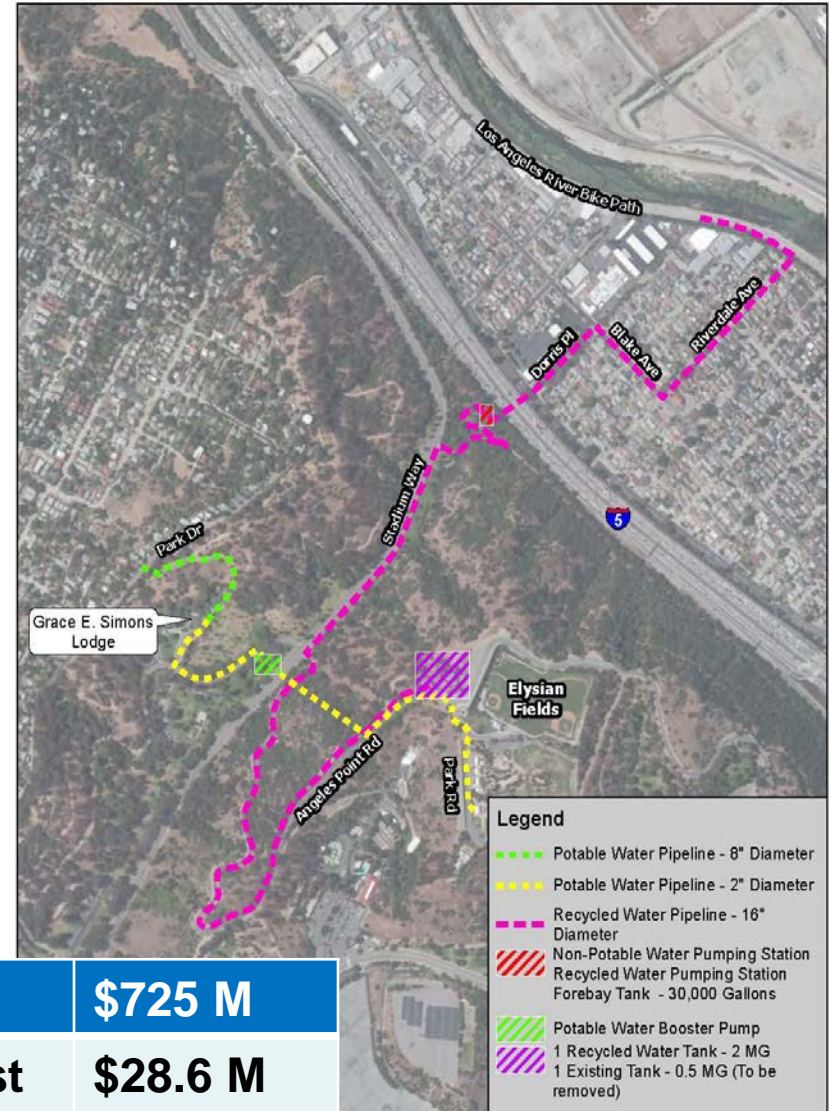 Los Angeles River Bike Path
Riverdale Ave
Dorris Pl
Blake Ave
Stadium Way
5
Park Dr
Grace E. Simons
Lodge
Elysian
Fields
Angeles Point Rd
Park Rd
Legend
Potable Water Pipeline - 8" Diameter
Potable Water Pipeline - 2" Diameter
Recycled Water Pipeline - 16"
Diameter
Non-Potable Water Pumping Station
Recycled Water Pumping Station
Forebay Tank - 30,000 Gallons
Potable Water Booster Pump
1 Recycled Water Tank - 2 MG
1 Existing Tank - 0.5 MG (To be
removed)
$725 M
$28.6 M